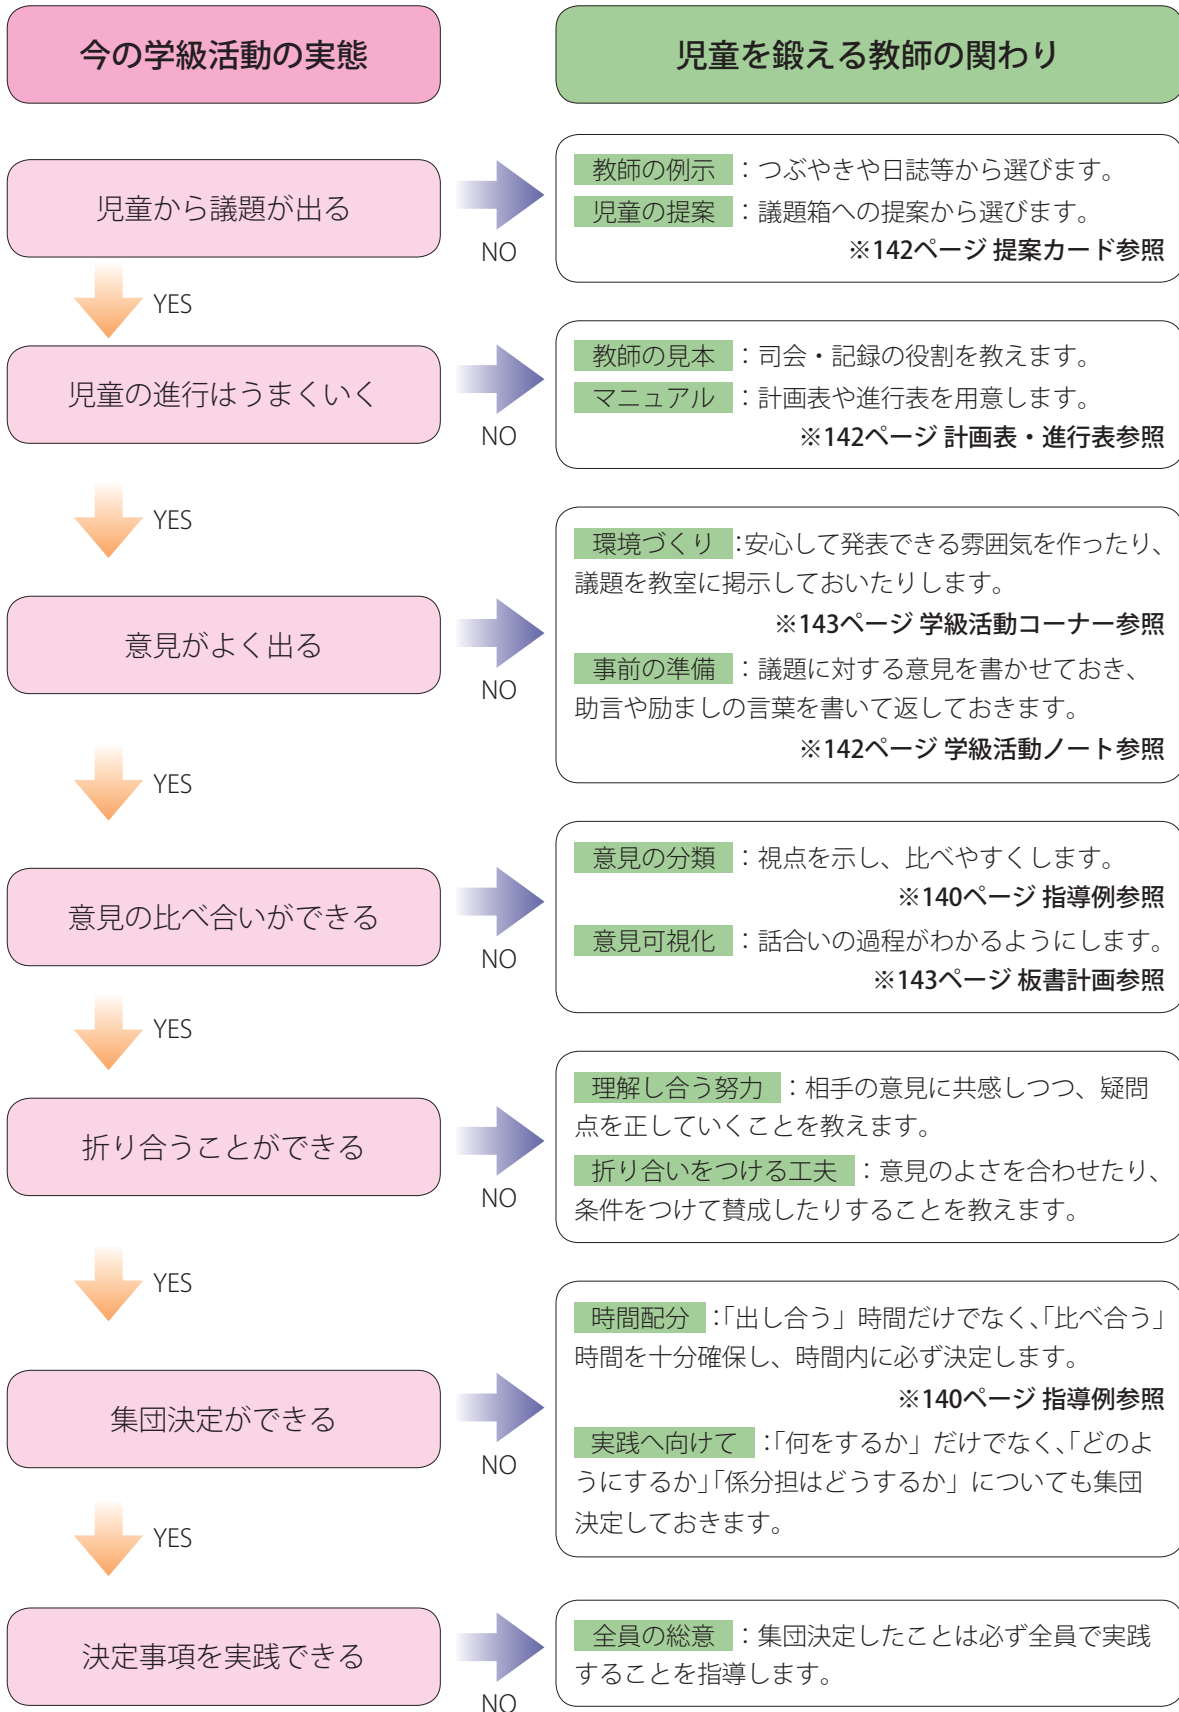 今の学級活動の実態
児童を鍛える教師の関わり
児童から議題が出る
NO
教師の例示：つぶやきや日誌等から選びます。
児童の提案：議題箱への提案から選びます。
※142ページ 提案カード参照
YES
児童の進行はうまくいく
NO
教師の見本：司会・記録の役割を教えます。
マニュアル：計画表や進行表を用意します。
※142ページ 計画表・進行表参照
YES
意見がよく出る
NO
環境づくり：安心して発表できる雰囲気を作ったり、
議題を教室に掲示しておいたりします。
※143ページ 学級活動コーナー参照
事前の準備：議題に対する意見を書かせておき、
助言や励ましの言葉を書いて返しておきます。
※142ページ 学級活動ノート参照
YES
意見の比べ合いができる
NO
意見の分類：視点を示し、比べやすくします。
※140ページ 指導例参照
意見可視化：話合いの過程がわかるようにします。
※143ページ 板書計画参照
YES
折り合うことができる
NO
理解し合う努力：相手の意見に共感しつつ、疑問
点を正していくことを教えます。
折り合いをつける工夫：意見のよさを合わせたり、
条件をつけて賛成したりすることを教えます。
YES
集団決定ができる
NO
時間配分：「出し合う」時間だけでなく、「比べ合う」
時間を十分確保し、時間内に必ず決定します。
※140ページ 指導例参照
実践へ向けて：「何をするか」だけでなく、「どのよ
うにするか」「係分担はどうするか」についても集団
決定しておきます。
YES
決定事項を実践できる
NO
全員の総意：集団決定したことは必ず全員で実践
することを指導します。